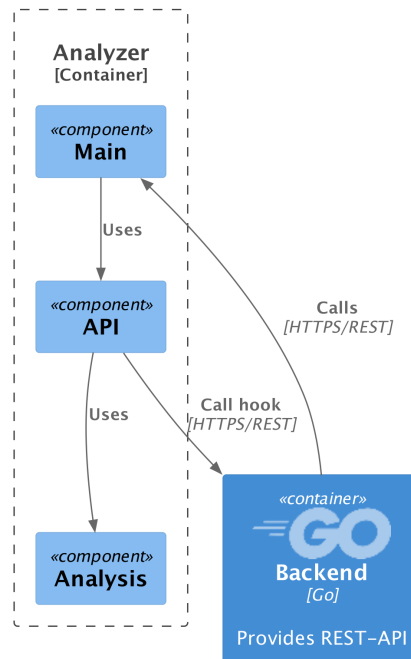 Analyzer
[Container]
«component»
Main
Uses
«component»
API
Calls
[HTTPS/REST]
Uses
Call hook
[HTTPS/REST]
«component»
Analysis
«container»
GO
Backend
[Go]
Provides REST-API